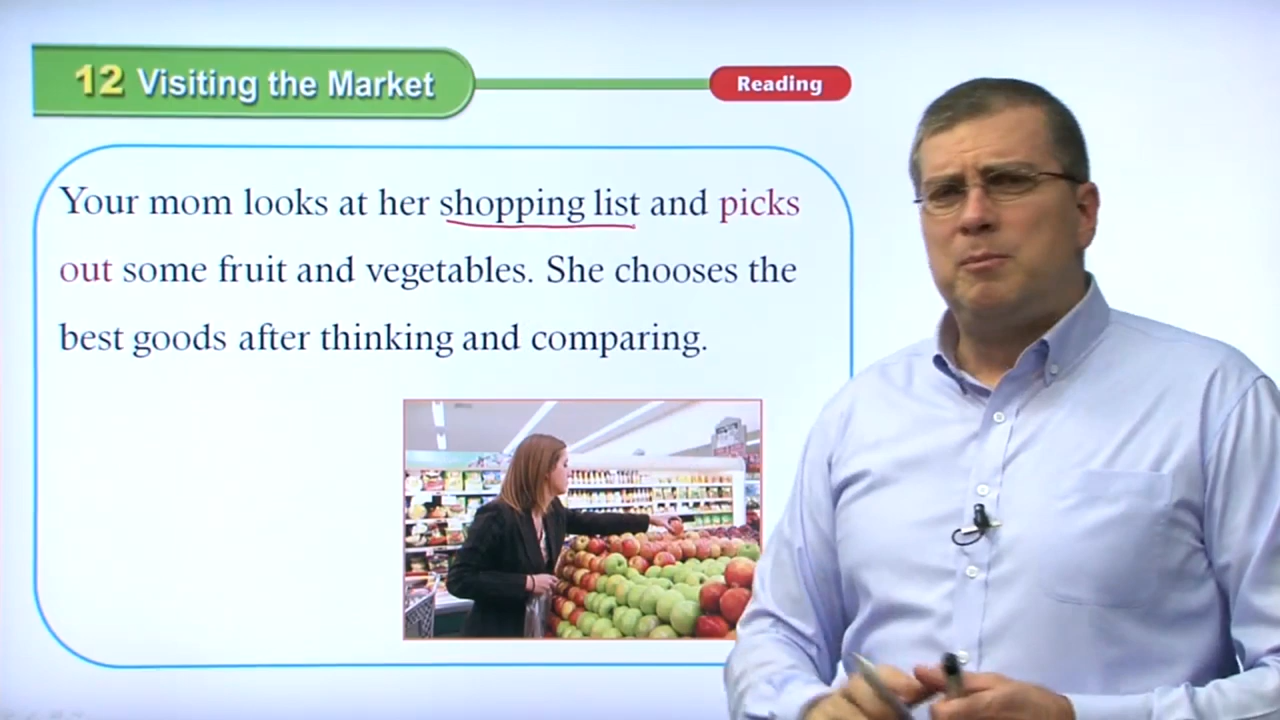 12 Visiting the Market
Reading
Your mom looks at her shopping list and picks
out some fruit and vegetables. She chooses the
best goods after thinking and comparing.